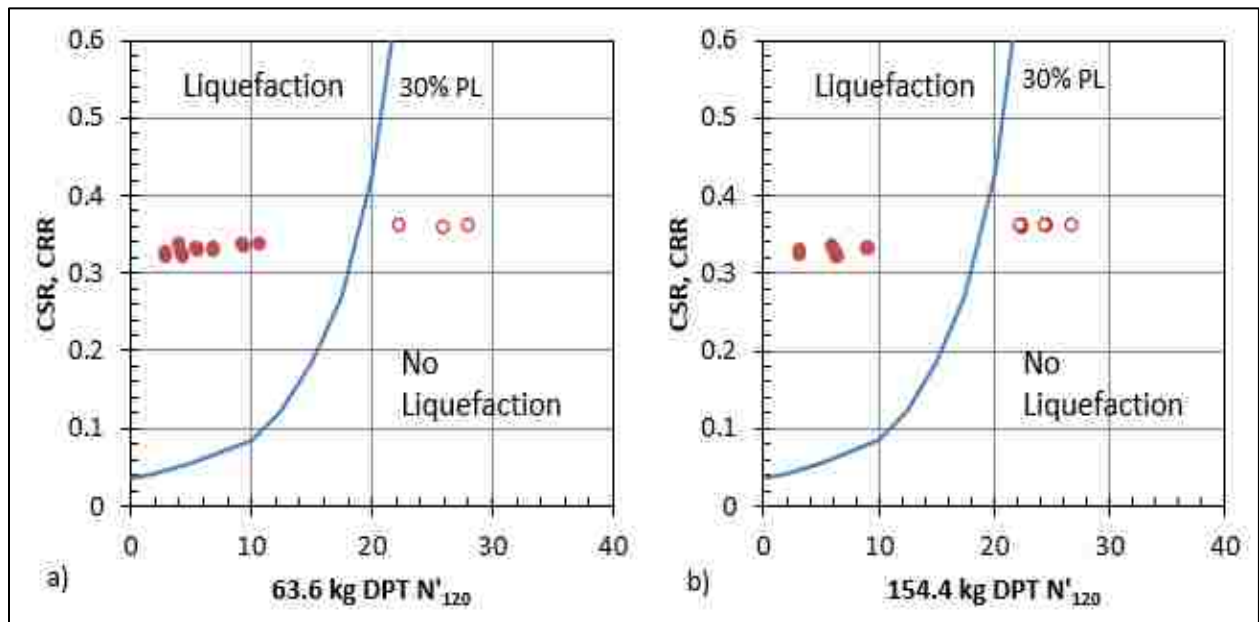 0.6
0.5
0.4
0.3
0.2
0.1
0
CSR, CRR
Liquefaction
30% PL
No
Liquefaction
0 10 20 30 40
a)
63.6 kg DPT N'120
0.6
0.5
0.4
0.3
0.2
0.1
0
CSR, CRR
Liquefaction
30% PL
No
Liquefaction
0 10 20 30 40
b)
154.4 kg DPT N'120